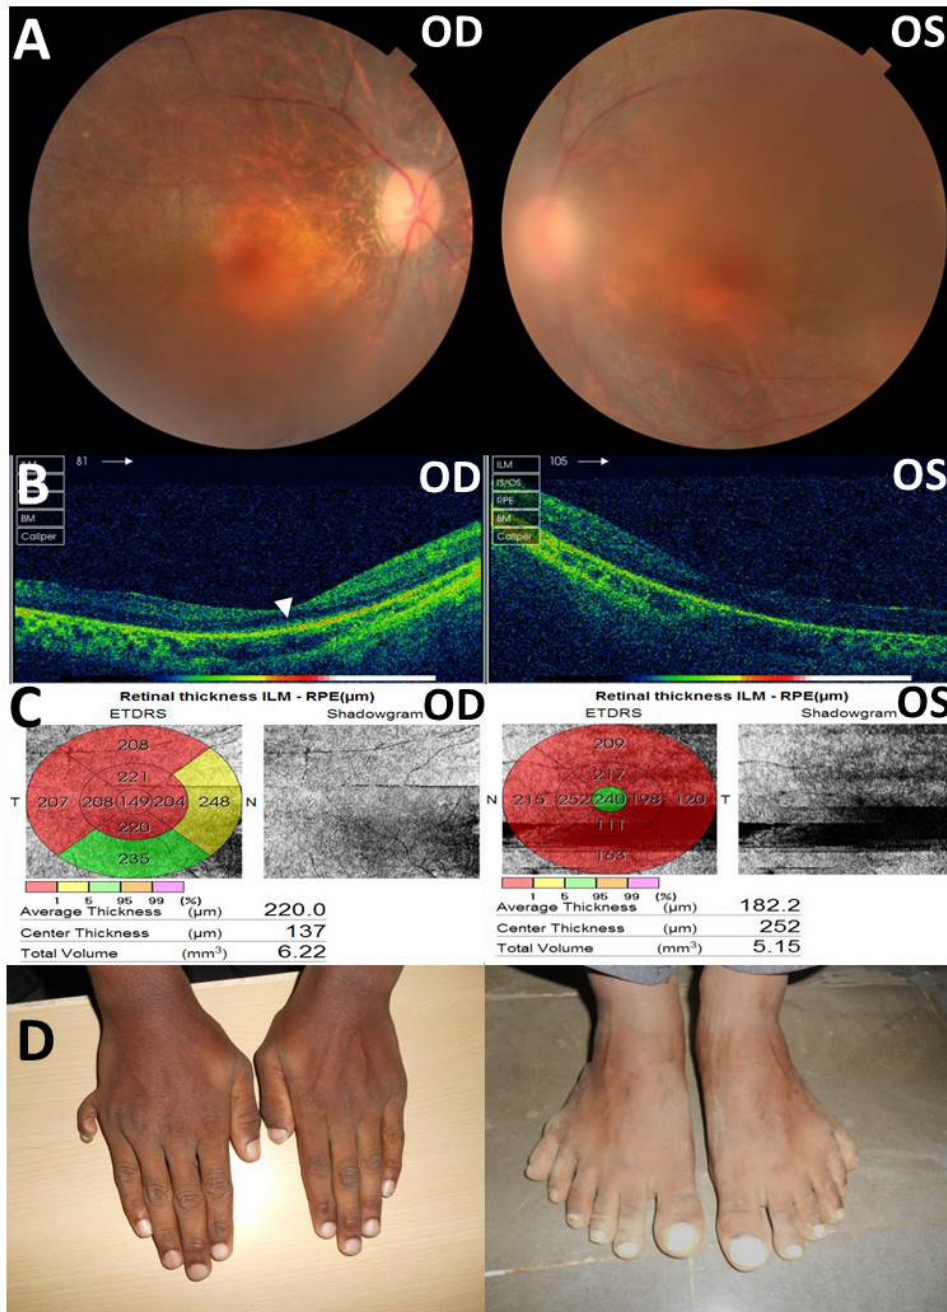 A OD OS
B OD OS
81
BM
Caliper
105
ILM
IS/OS
RPE
BM
Caliper
C OD OS
Retinal thickness ILM - RPE(µm)
ETDRS Shadowgram
208
221
T 207 208 149 204 248 N
220
235
1 5 95 99 (%)
Average Thickness (µm) 220.0
Center Thickness (µm) 137
Total Volume (mm³) 6.22
Retinal thickness ILM - RPE(µm)
ETDRS Shadowgram
209
217
N 215 252 240 198 120 T
111
163
1 5 95 99 (%)
Average Thickness (µm) 182.2
Center Thickness (µm) 252
Total Volume (mm³) 5.15
D